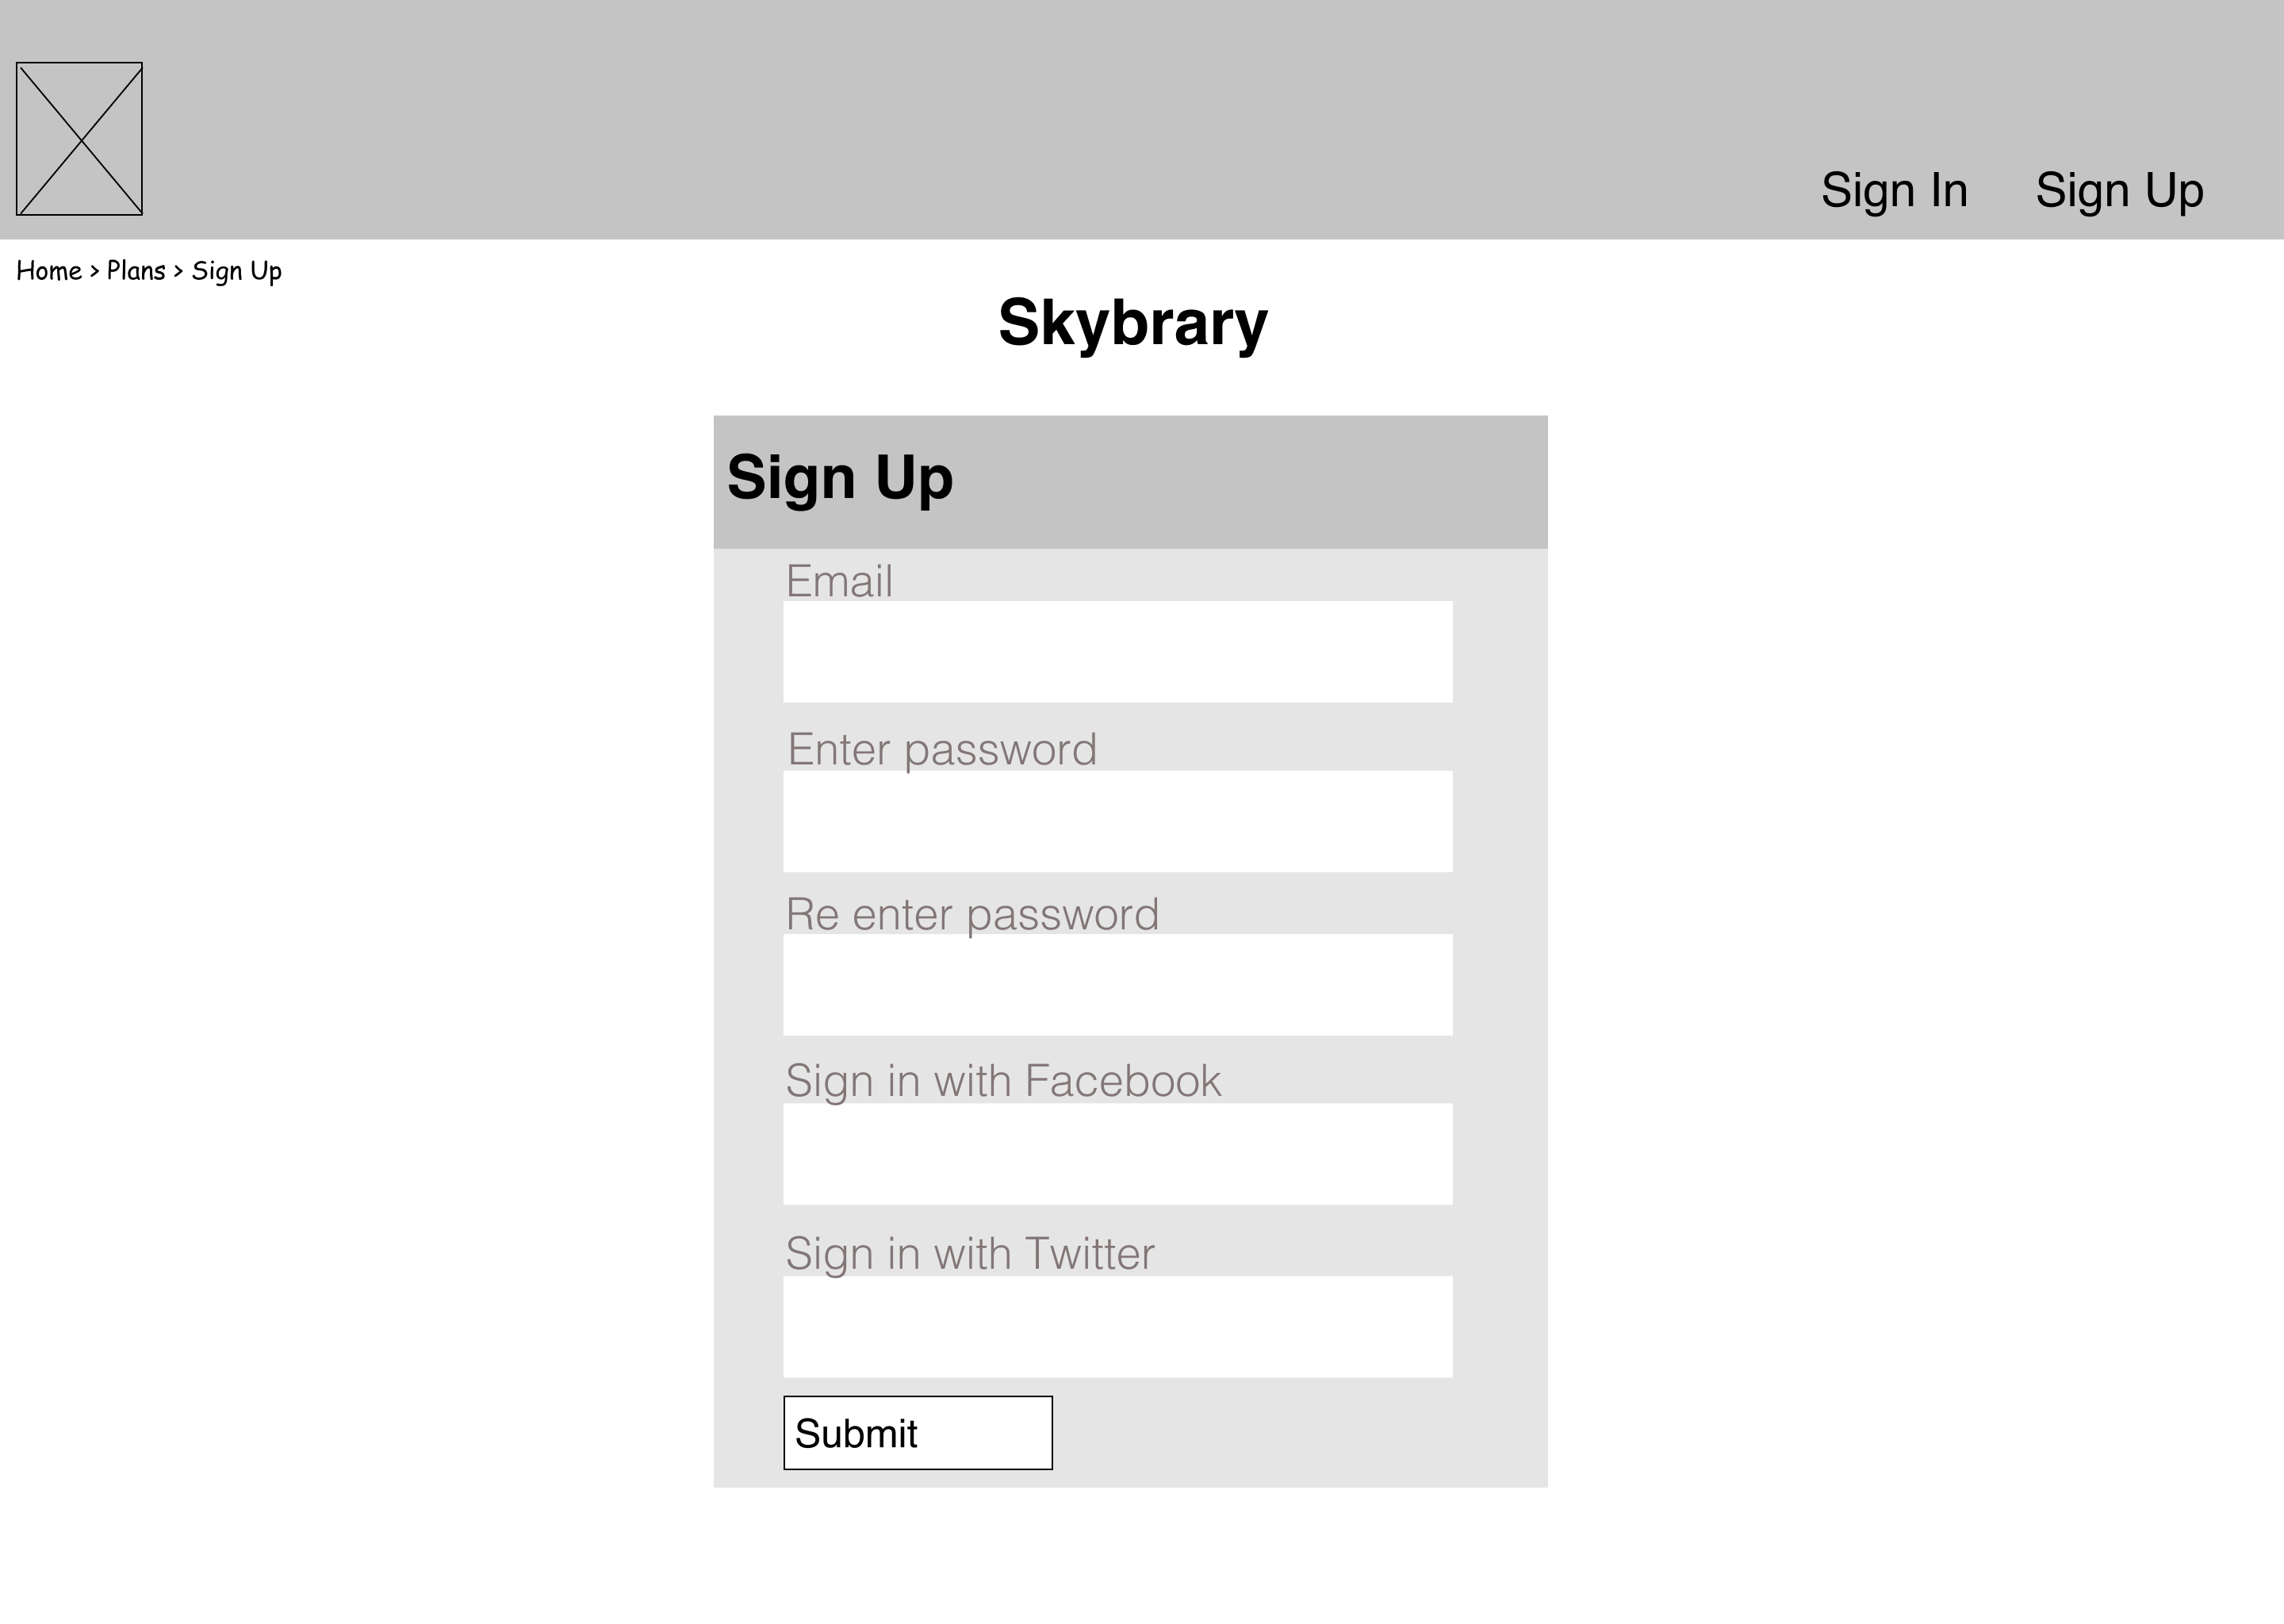 Sign In Sign Up
Home > Plans > Sign Up
Skybrary
Sign Up
Email
Enter password
Re enter password
Sign in with Facebook
Sign in with Twitter
Submit